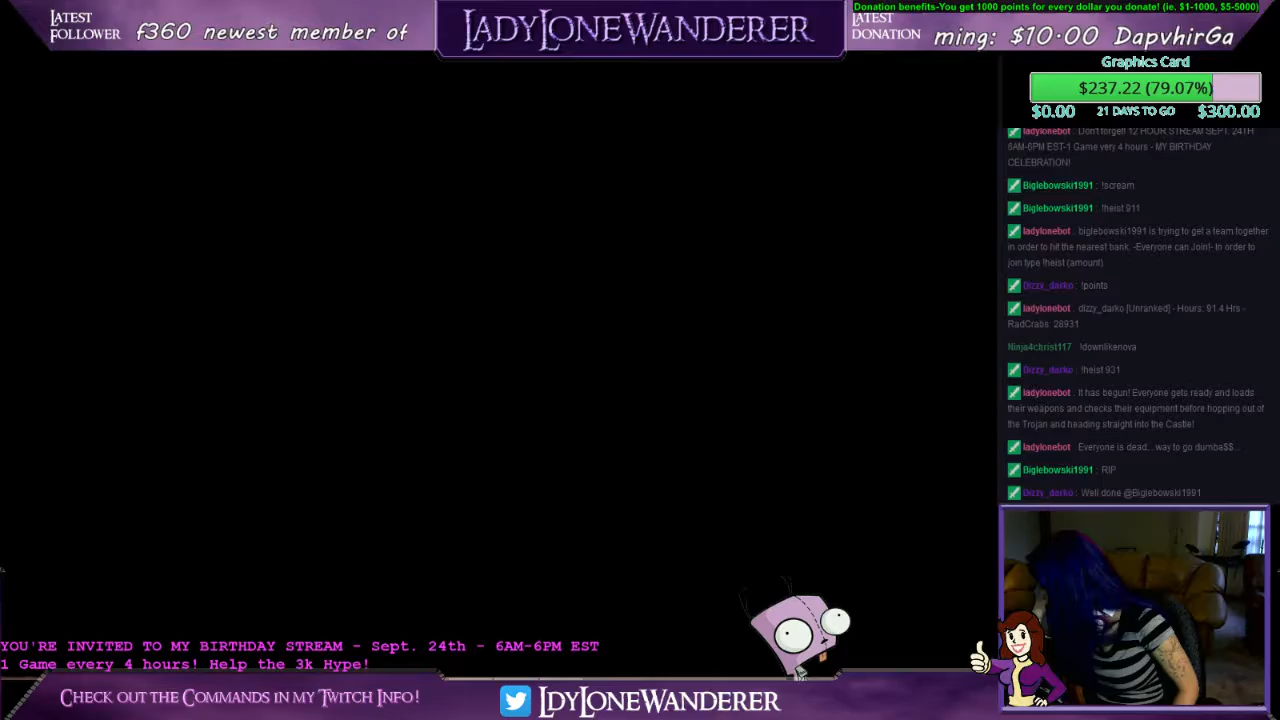 LATEST
FOLLOWER
f360 newest member of
LADYLONEWANDERER
Donation benefits-You get 1000 points for every dollar you donate! (ie. $1-1000, $5-5000)
LATEST
DONATION
ming: $10.00 DapvhirGa
Graphics Card
$237.22 (79.07%)
$0.00 21 DAYS TO GO $300.00
ladylonebot : Don't forget! 12 HOUR STREAM SEPT. 24TH
6AM-6PM EST-1 Game very 4 hours - MY BIRTHDAY
CELEBRATION!
Biglebowski1991 : !scream
Biglebowski1991 : !heist 911
ladylonebot : biglebowski1991 is trying to get a team together
in order to hit the nearest bank. -Everyone can Join!- In order to
join type !heist (amount).
Dizzy_darko : !points
ladylonebot : dizzy_darko [Unranked] - Hours: 91.4 Hrs -
RadCrabs: 28931
Ninja4christ117 !downlikenova
Dizzy_darko : !heist 931
ladylonebot : It has begun! Everyone gets ready and loads
their weapons and checks their equipment before hopping out of
the Trojan and heading straight into the Castle!
ladylonebot : Everyone is dead... way to go dumba$$...
Biglebowski1991 : RIP
Dizzy_darko : Well done @Biglebowski1991
YOU'RE INVITED TO MY BIRTHDAY STREAM - Sept. 24th - 6AM-6PM EST
1 Game every 4 hours! Help the 3k Hype!
CHECK OUT THE COMMANDS IN MY TWITCH INFO!
LDYLONEWANDERER